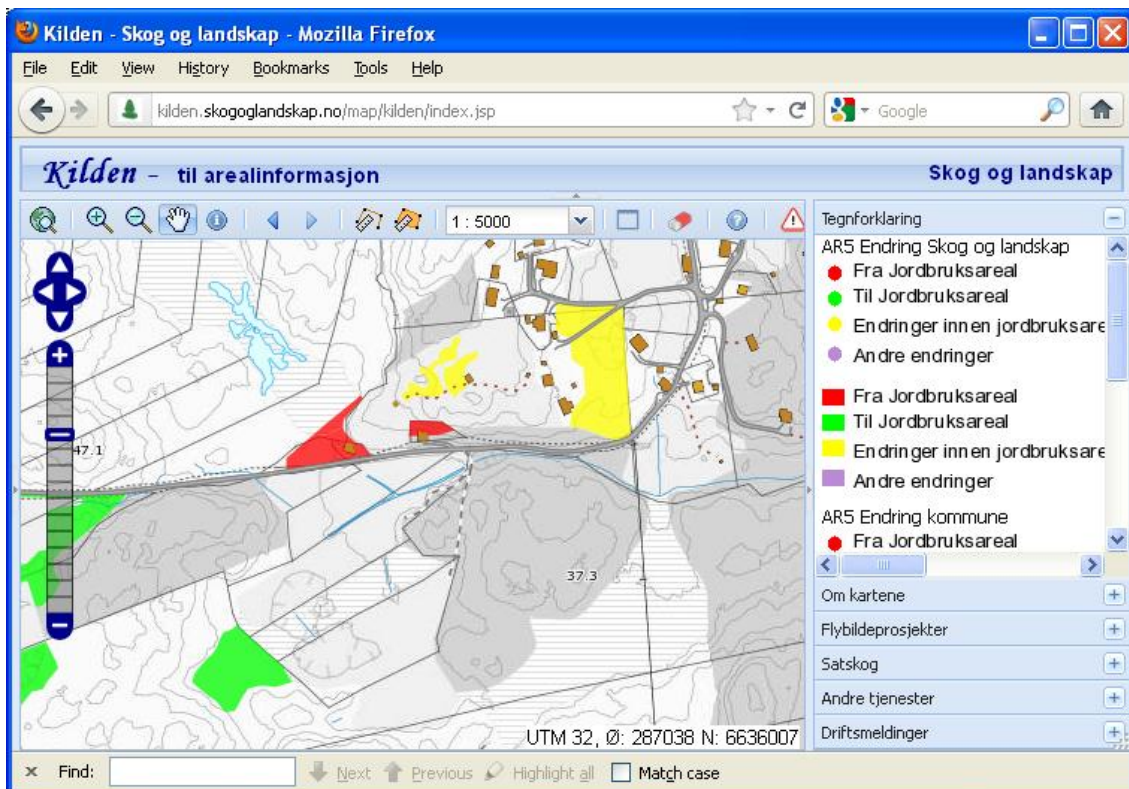 Kilden - Skog og landskap - Mozilla Firefox
File Edit View History Bookmarks Tools Help
kilden.skogoglandskap.no/map/kilden/index.jsp
Google
Kilden - til arealinformasjon
Skog og landskap
1 : 5000
Tegnforklaring
AR5 Endring Skog og landskap
Fra Jordbruksareal
Til Jordbruksareal
Endringer innen jordbruksare
Andre endringer
Fra Jordbruksareal
Til Jordbruksareal
Endringer innen jordbruksare
Andre endringer
AR5 Endring kommune
Fra Jordbruksareal
Om kartene
Flybildeprosjekter
Satskog
Andre tjenester
Driftsmeldinger
47.1
37.3
UTM 32, Ø: 287038 N: 6636007
x Find: Next Previous Highlight all Match case